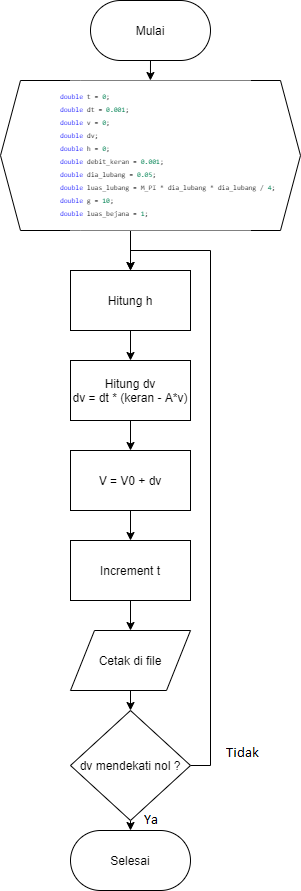 Mulai
double t = 0;
double dt = 0.001;
double v = 0;
double dv;
double h = 0;
double debit_keran = 0.001;
double dia_lubang = 0.05;
double luas_lubang = M_PI * dia_lubang * dia_lubang / 4;
double g = 10;
double luas_bejana = 1;
Hitung h
Hitung dv
dv = dt * (keran - A*v)
V = V0 + dv
Increment t
Cetak di file
dv mendekati nol ?
Tidak
Ya
Selesai